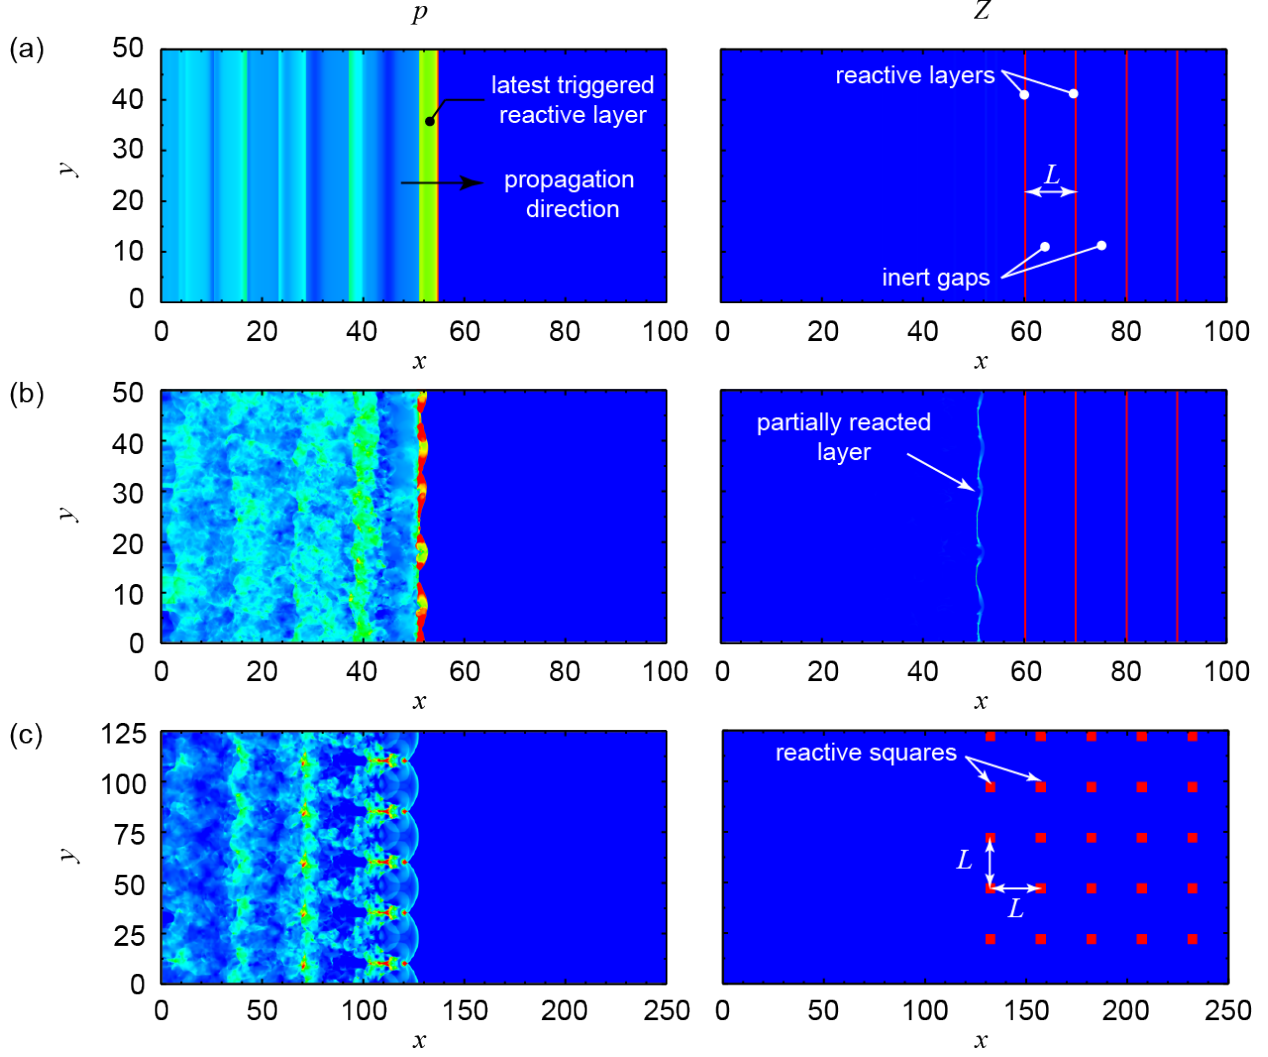 p Z
(a)
50 40 30 20 10 0
y
latest triggered
reactive layer
propagation
direction
0 20 40 60 80 100
x
reactive layers
L
inert gaps
0 20 40 60 80 100
x
(b)
50 40 30 20 10 0
y
0 20 40 60 80 100
x
partially reacted
layer
0 20 40 60 80 100
x
(c)
125 100 75 50 25 0
y
0 50 100 150 200 250
x
reactive squares
L
L
0 50 100 150 200 250
x